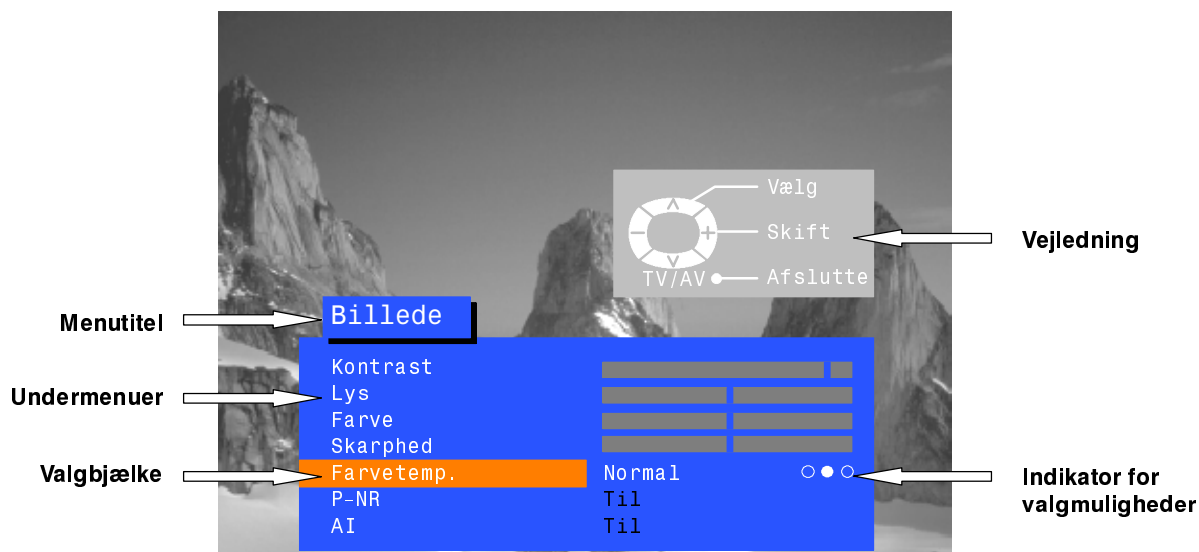 Vælg
Skift
TV/AV Afslutte
Vejledning
Menutitel
Billede
Kontrast
Undermenuer
Lys
Farve
Skarphed
Valgbjælke
Farvetemp. Normal
Indikator for
valgmuligheder
P-NR Til
AI Til